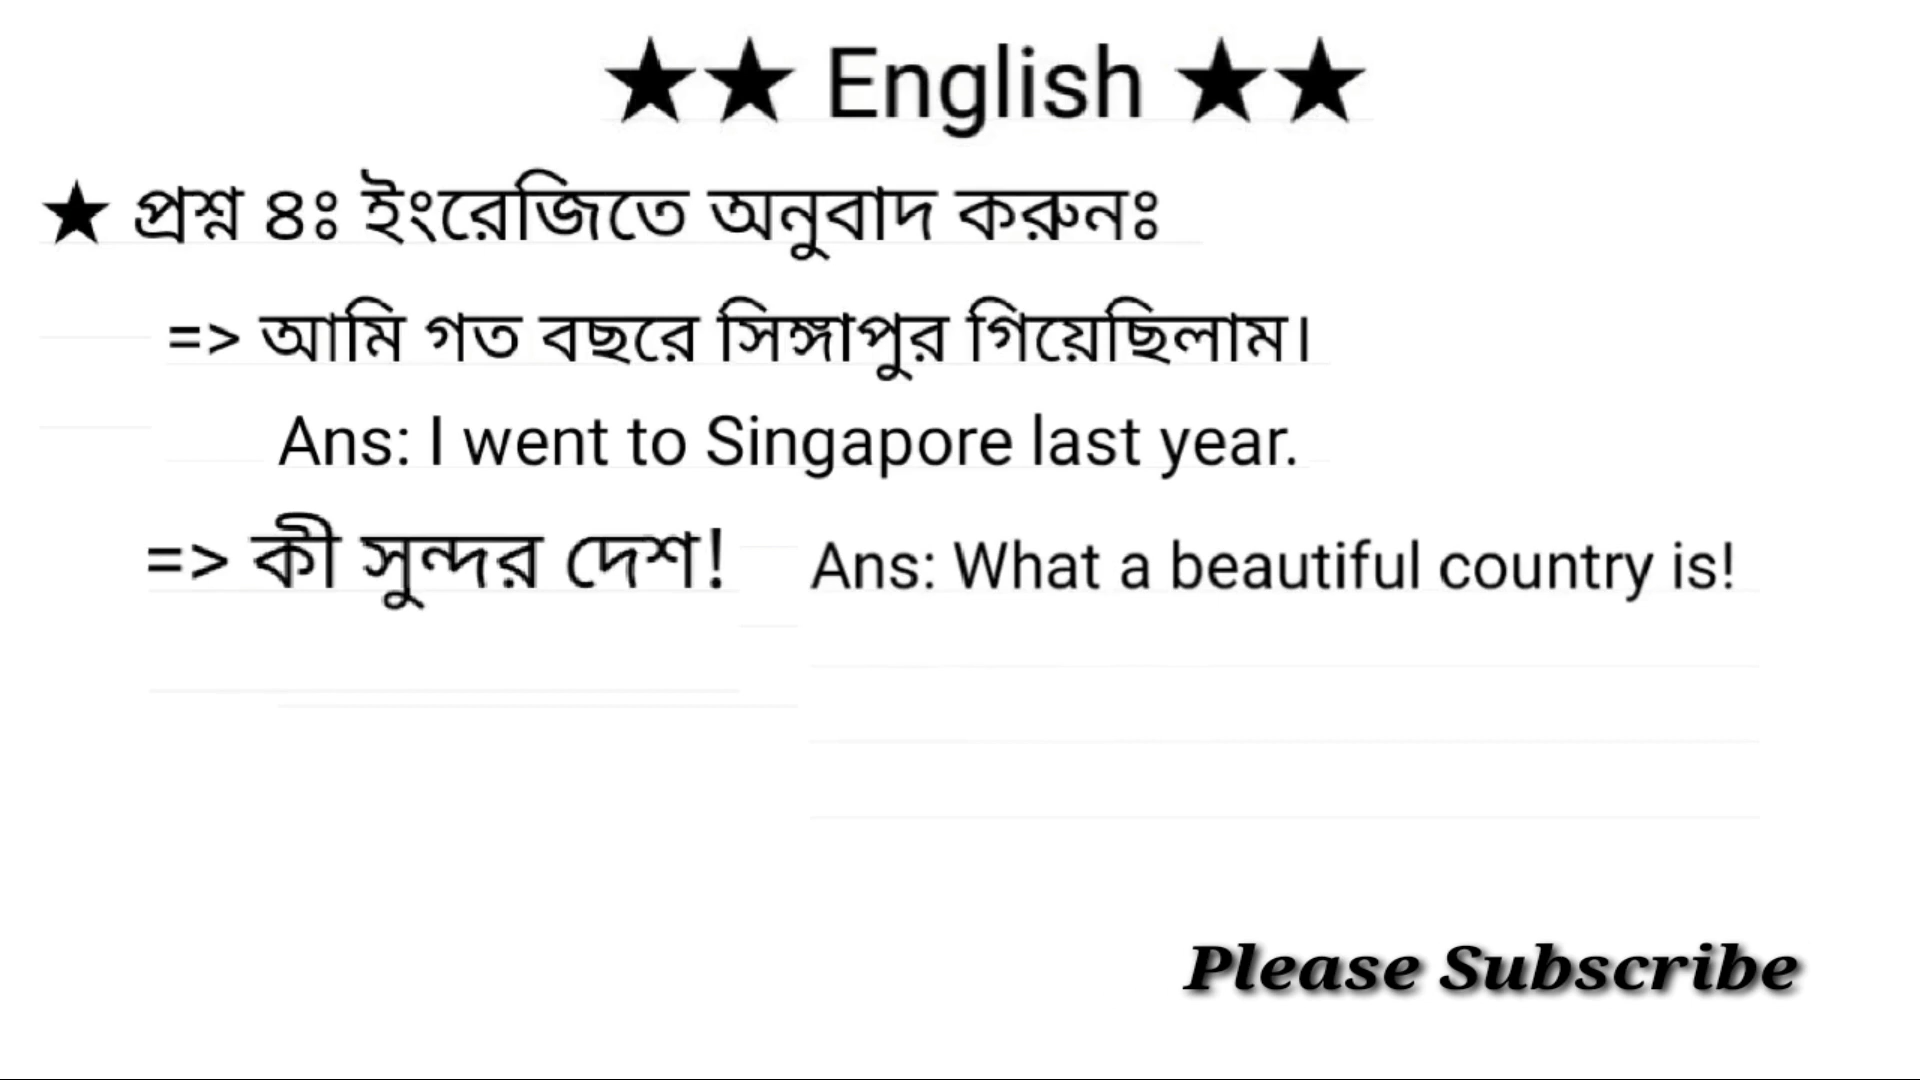 ★★ English ★★
★ প্রশ্ন ৪ঃ ইংরেজিতে অনুবাদ করুনঃ
=> আমি গত বছরে সিঙ্গাপুর গিয়েছিলাম।
Ans: I went to Singapore last year.
=> কী সুন্দর দেশ! Ans: What a beautiful country is!
Please Subscribe